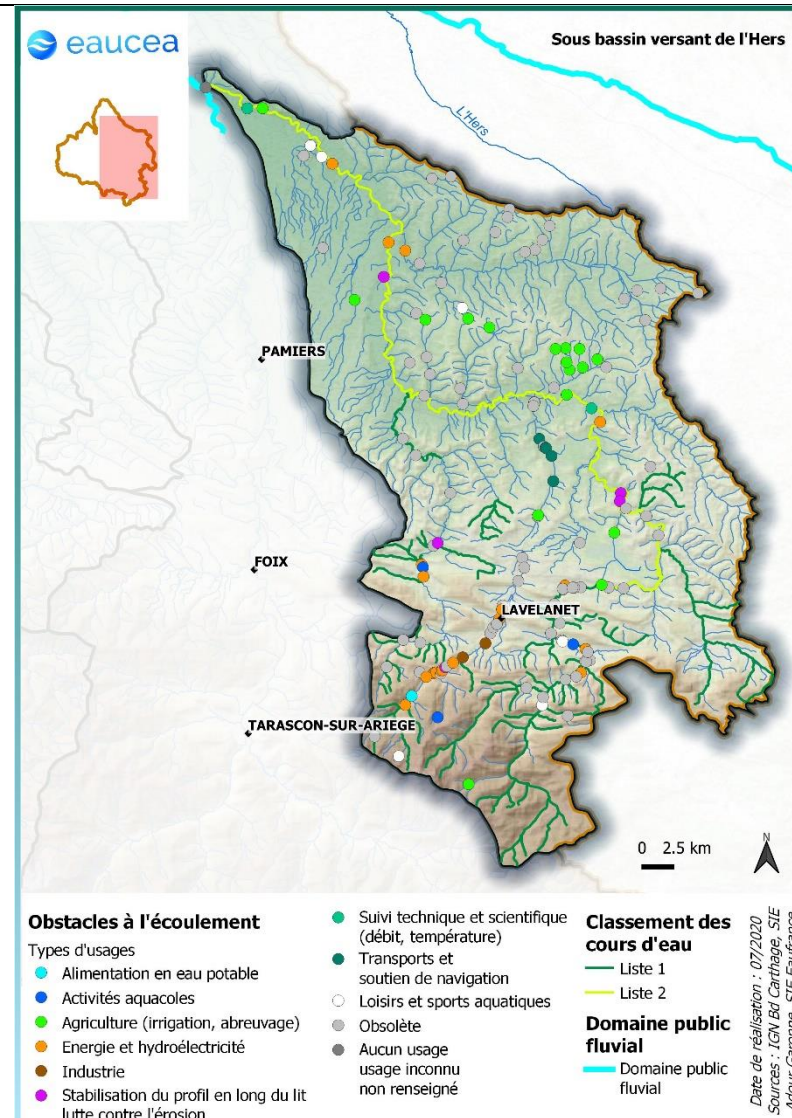 eaucea
Sous bassin versant de l'Hers
L'Hers
PAMIERS
FOIX
LAVELANET
TARASCON-SUR-ARIEGE
0 2.5 km
N
Obstacles à l'écoulement
Types d'usages
Alimentation en eau potable
Activités aquacoles
Agriculture (irrigation, abreuvage)
Energie et hydroélectricité
Industrie
Stabilisation du profil en long du lit
lutte contre l'érosion
Suivi technique et scientifique
(débit, température)
Transports et
soutien de navigation
Loisirs et sports aquatiques
Obsolète
Aucun usage
usage inconnu
non renseigné
Classement des
cours d'eau
Liste 1
Liste 2
Domaine public
fluvial
Domaine public
fluvial
Date de réalisation : 07/2020
Sources : IGN Bd Carthage, SIE
Adour Garonne, SIE Eaufrance